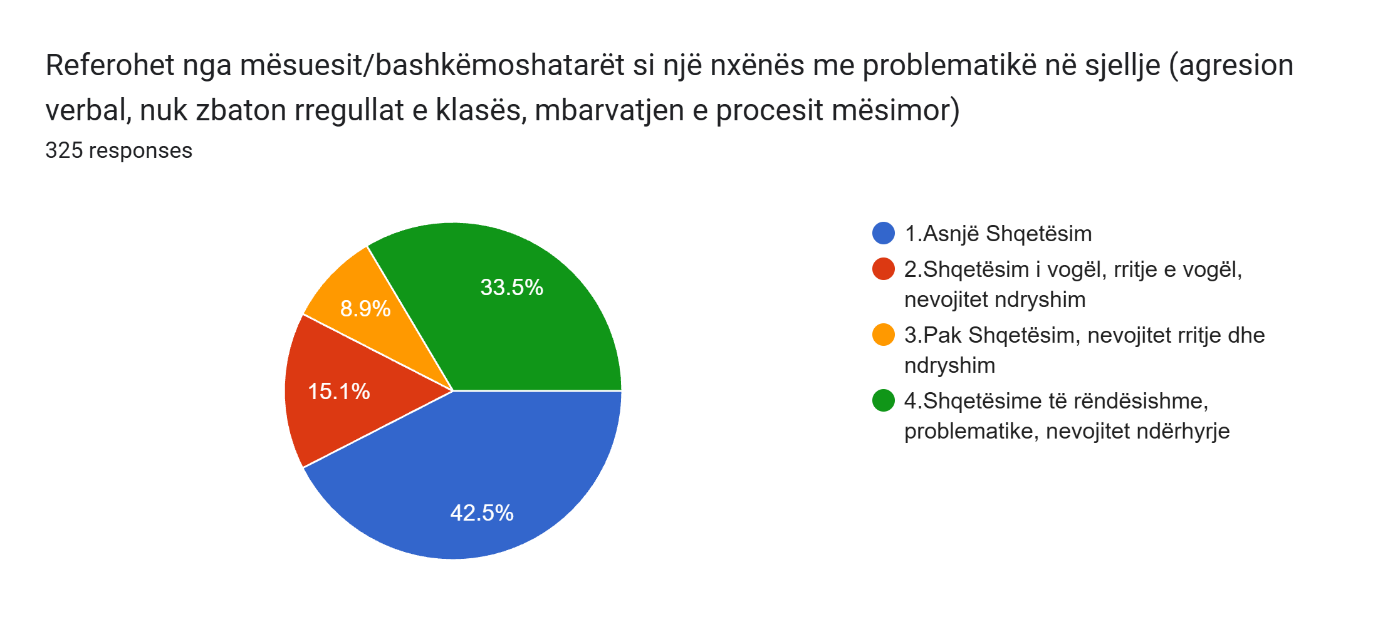 Referohet nga mësuesit/bashkëmoshatarët si një nxënës me problematikë në sjellje (agresion
verbal, nuk zbaton rregullat e klasës, mbarvatjen e procesit mësimor)
325 responses
33.5%
8.9%
15.1%
42.5%
1.Asnjë Shqetësim
2.Shqetësim i vogël, rritje e vogël,
nevojitet ndryshim
3.Pak Shqetësim, nevojitet rritje dhe
ndryshim
4.Shqetësime të rëndësishme,
problematike, nevojitet ndërhyrje